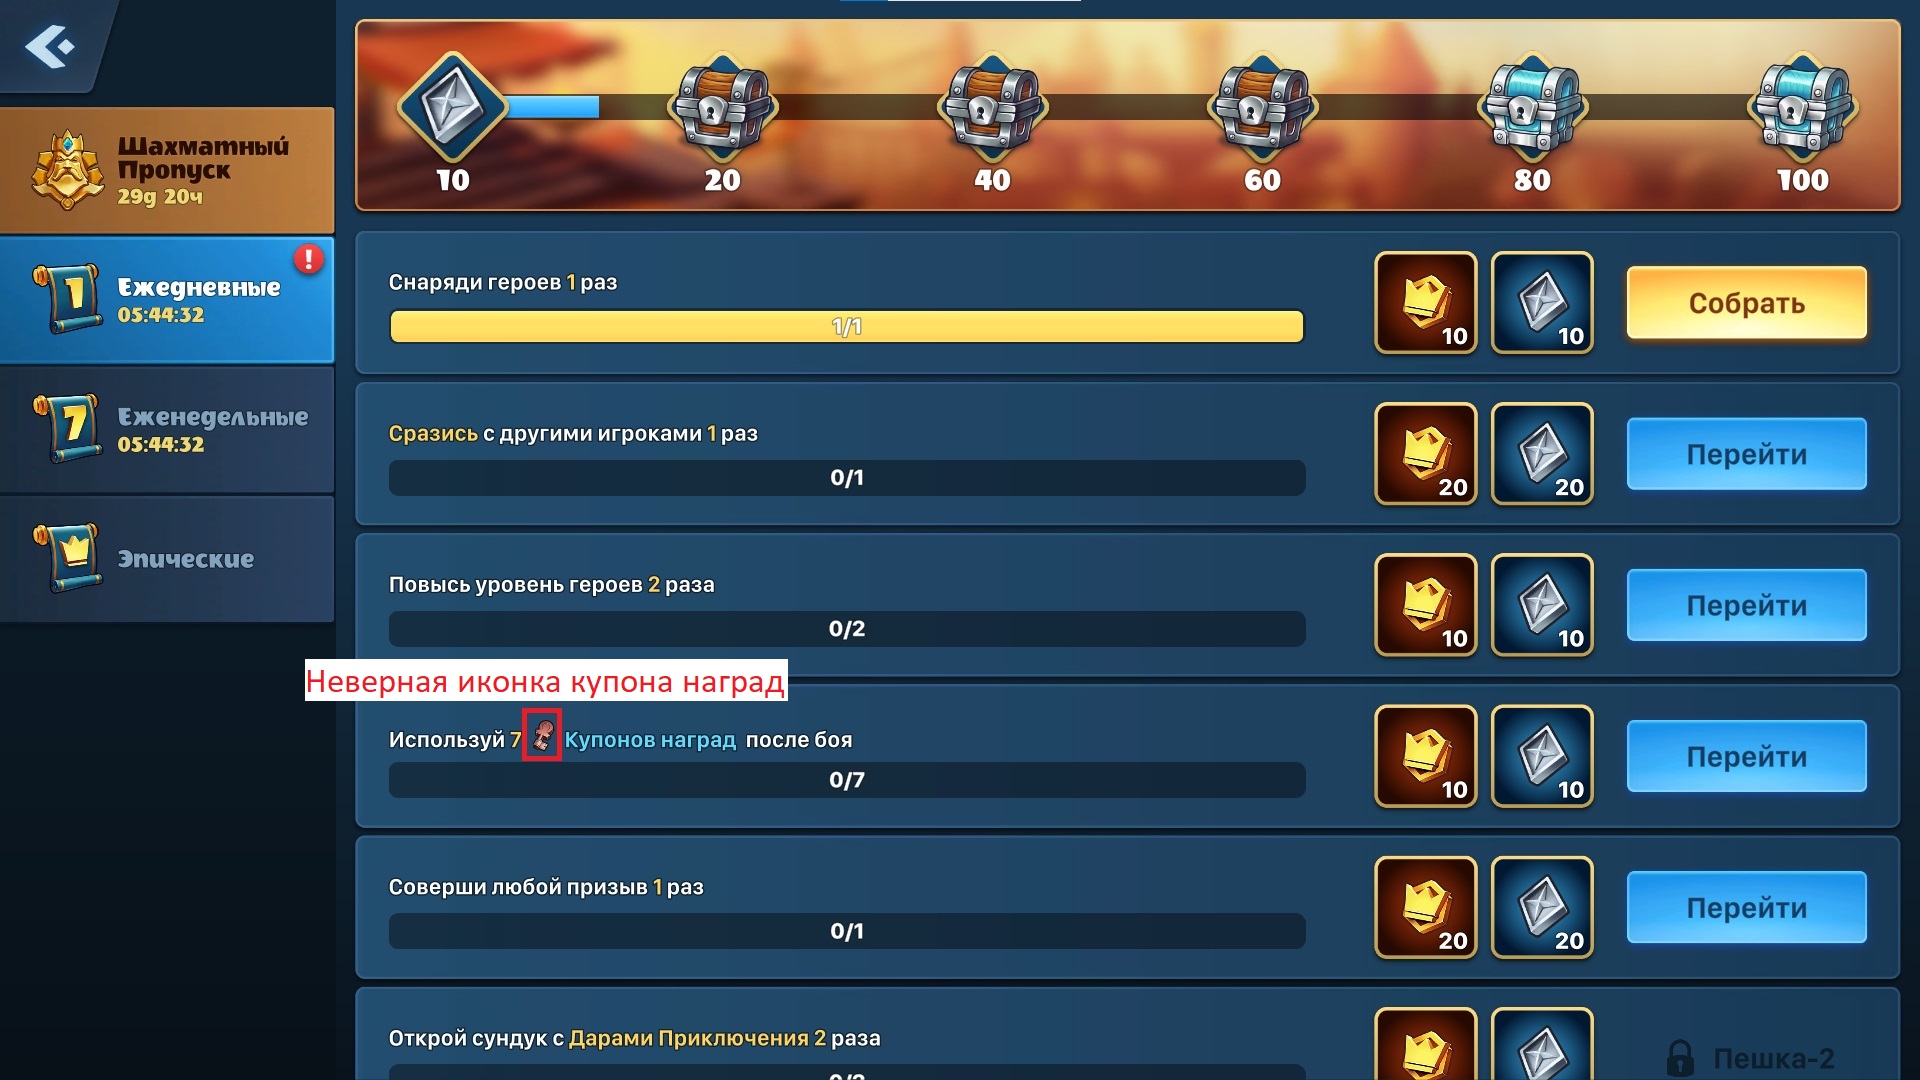 Шахматный
Пропуск
29д 20ч
1
Ежедневные
05:44:32
!
7
Еженедельные
05:44:32
Эпические
10
20
40
60
80
100
Снаряди героев 1 раз
1/1
10
10
Собрать
Сразись с другими игроками 1 раз
0/1
20
20
Перейти
Повысь уровень героев 2 раза
0/2
10
10
Перейти
Неверная иконка купона наград
Используй 7 Купонов наград после боя
0/7
10
10
Перейти
Соверши любой призыв 1 раз
0/1
20
20
Перейти
Открой сундук с Дарами Приключения 2 раза
Пешка-2